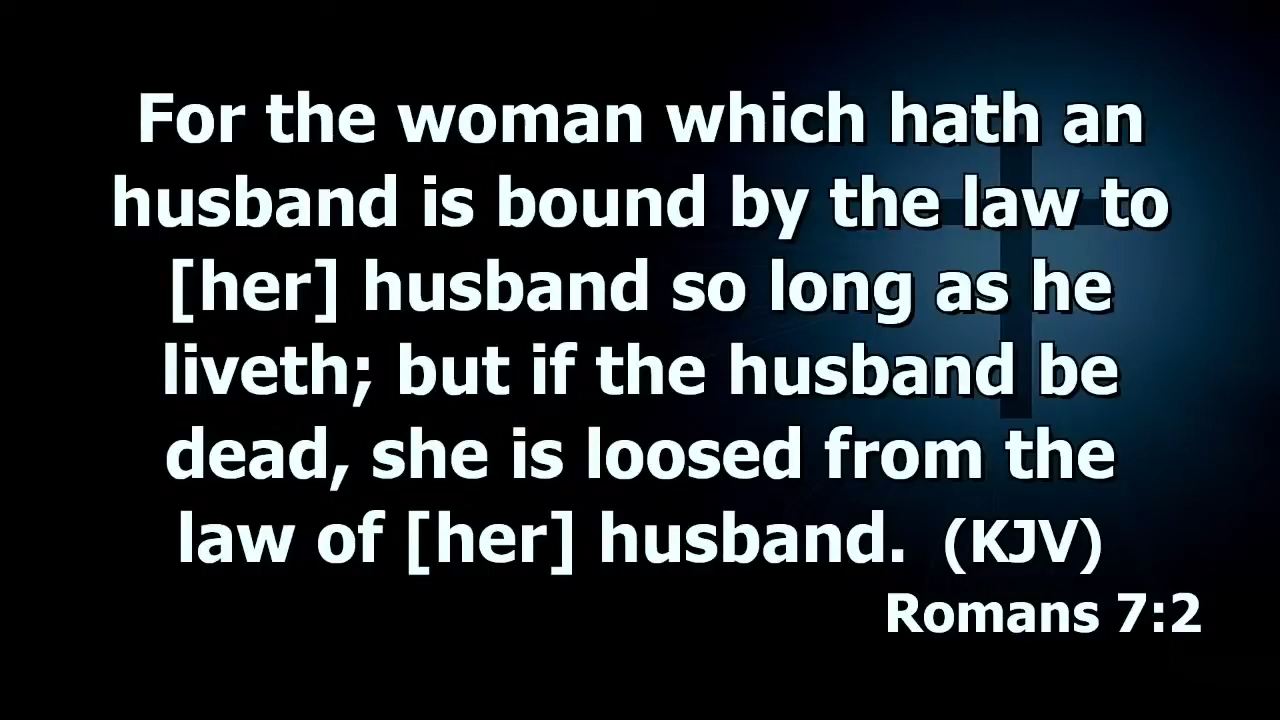 For the woman which hath an
husband is bound by the law to
[her] husband so long as he
liveth; but if the husband be
dead, she is loosed from the
law of [her] husband. (KJV)
Romans 7:2